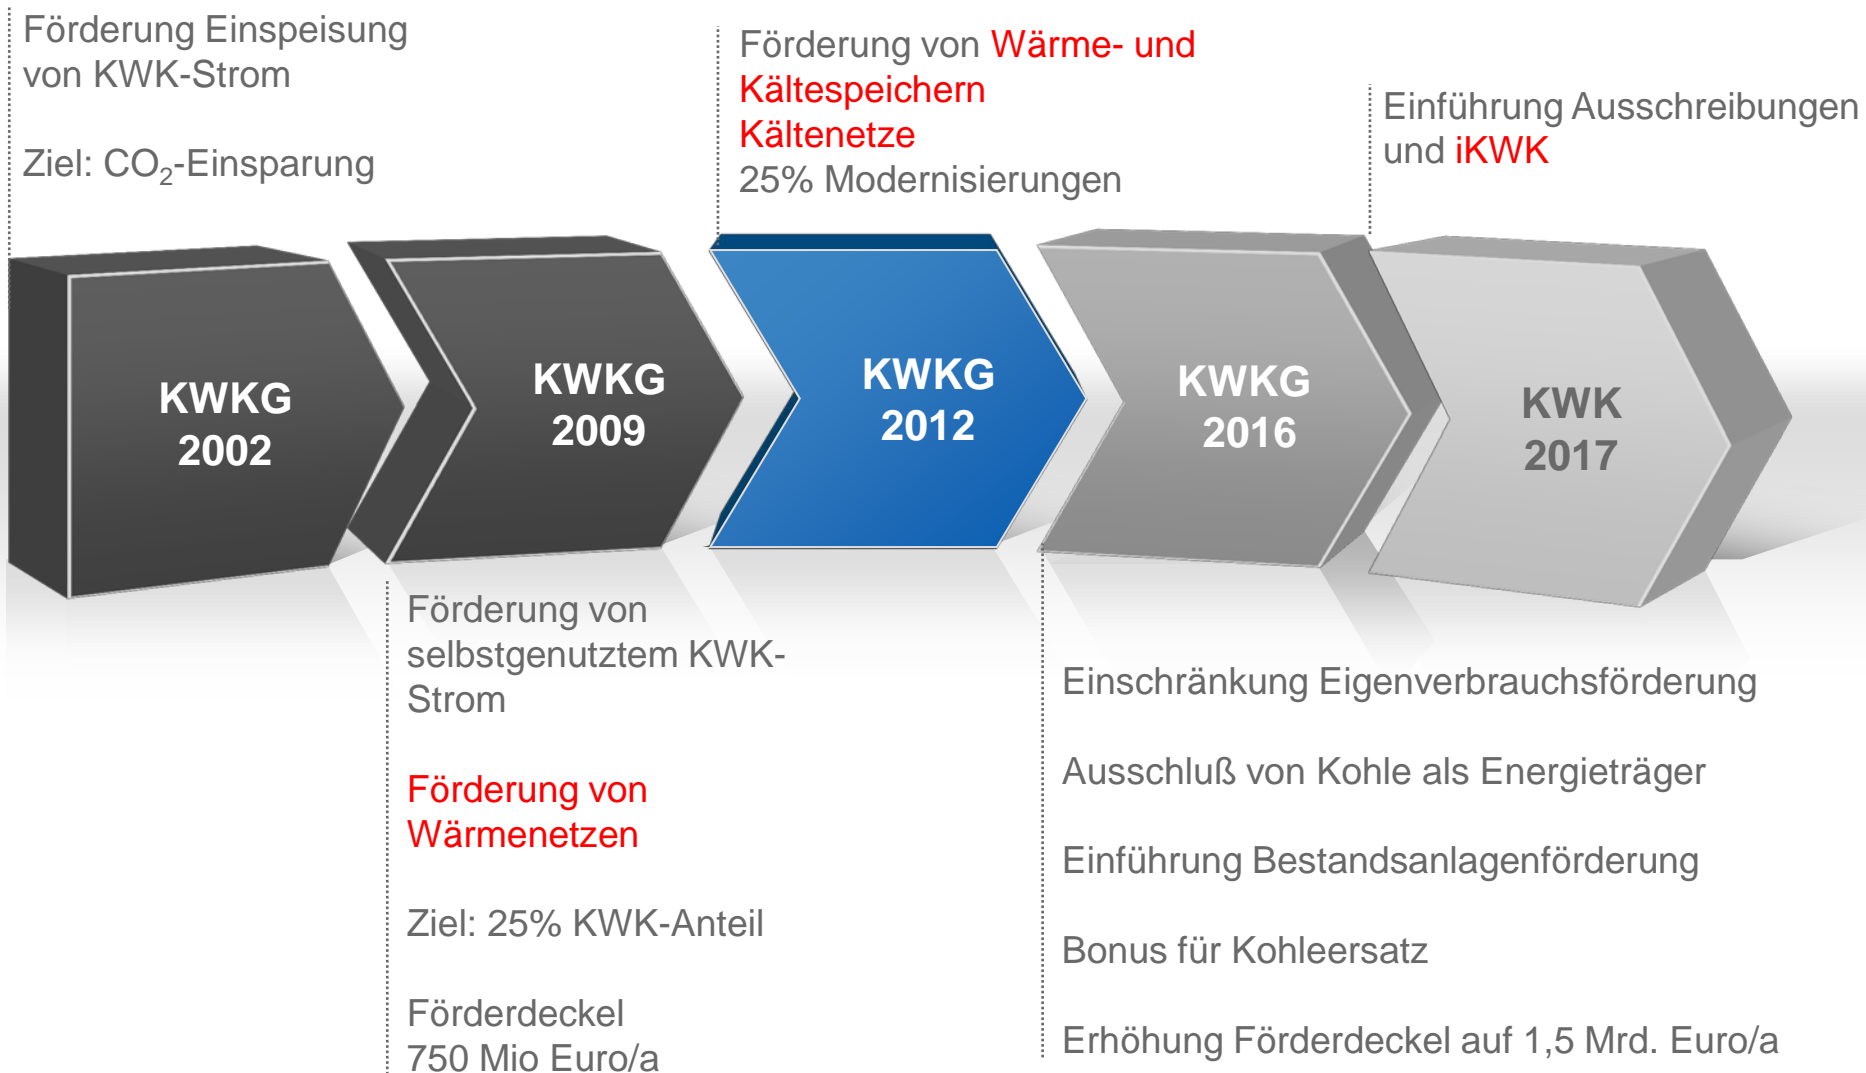 Förderung Einspeisung
von KWK-Strom
Ziel: CO₂-Einsparung
Förderung von Wärme- und
Kältespeichern
Kältenetze
25% Modernisierungen
Einführung Ausschreibungen
und iKWK
KWKG
2002
KWKG
2009
KWKG
2012
KWKG
2016
KWK
2017
Förderung von
selbstgenutztem KWK-
Strom
Förderung von
Wärmenetzen
Ziel: 25% KWK-Anteil
Förderdeckel
750 Mio Euro/a
Einschränkung Eigenverbrauchsförderung
Ausschluß von Kohle als Energieträger
Einführung Bestandsanlagenförderung
Bonus für Kohleersatz
Erhöhung Förderdeckel auf 1,5 Mrd. Euro/a